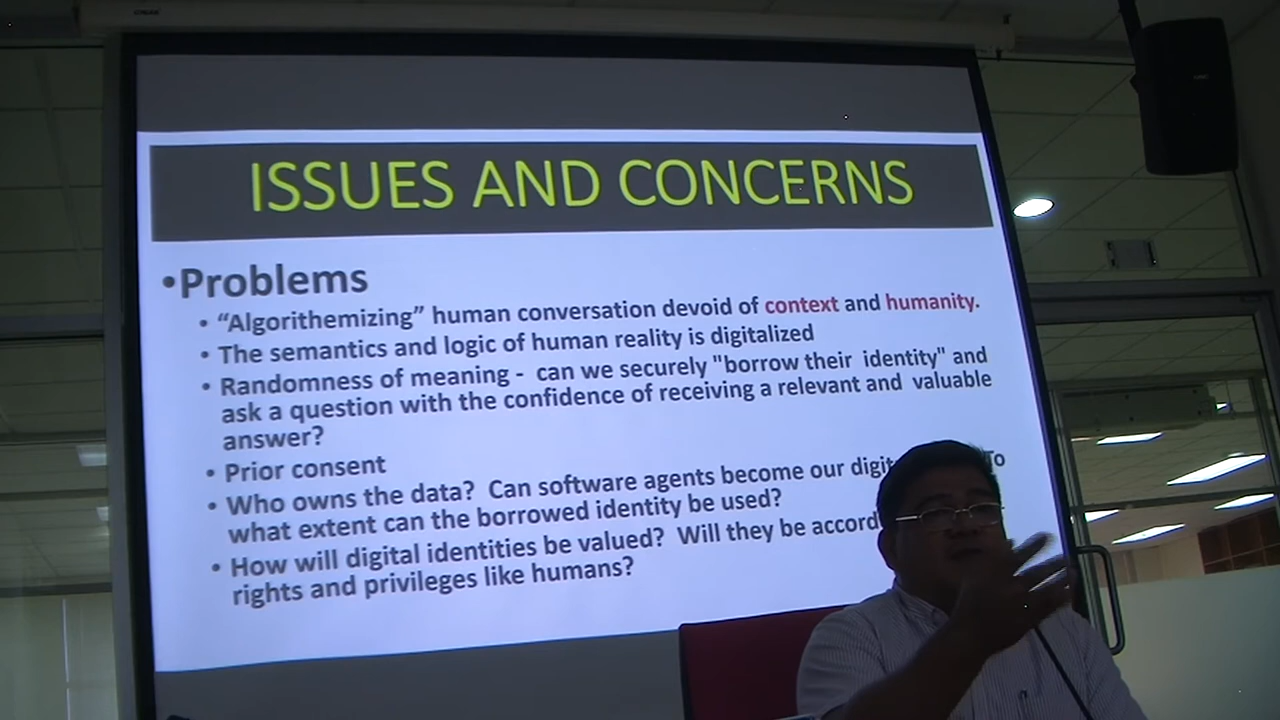 ISSUES AND CONCERNS
•Problems
• “Algorithemizing” human conversation devoid of context and humanity.
• The semantics and logic of human reality is digitalized
• Randomness of meaning - can we securely "borrow their identity" and
ask a question with the confidence of receiving a relevant and valuable
answer?
• Prior consent
• Who owns the data? Can software agents become our To
what extent can the borrowed identity be used?
• How will digital identities be valued? Will they be
rights and privileges like humans?